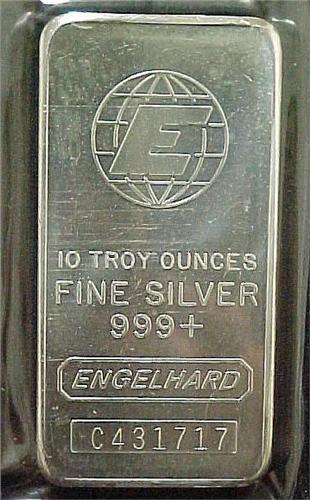 E
10 TROY OUNCES
FINE SILVER
999+
ENGELHARD
C431717